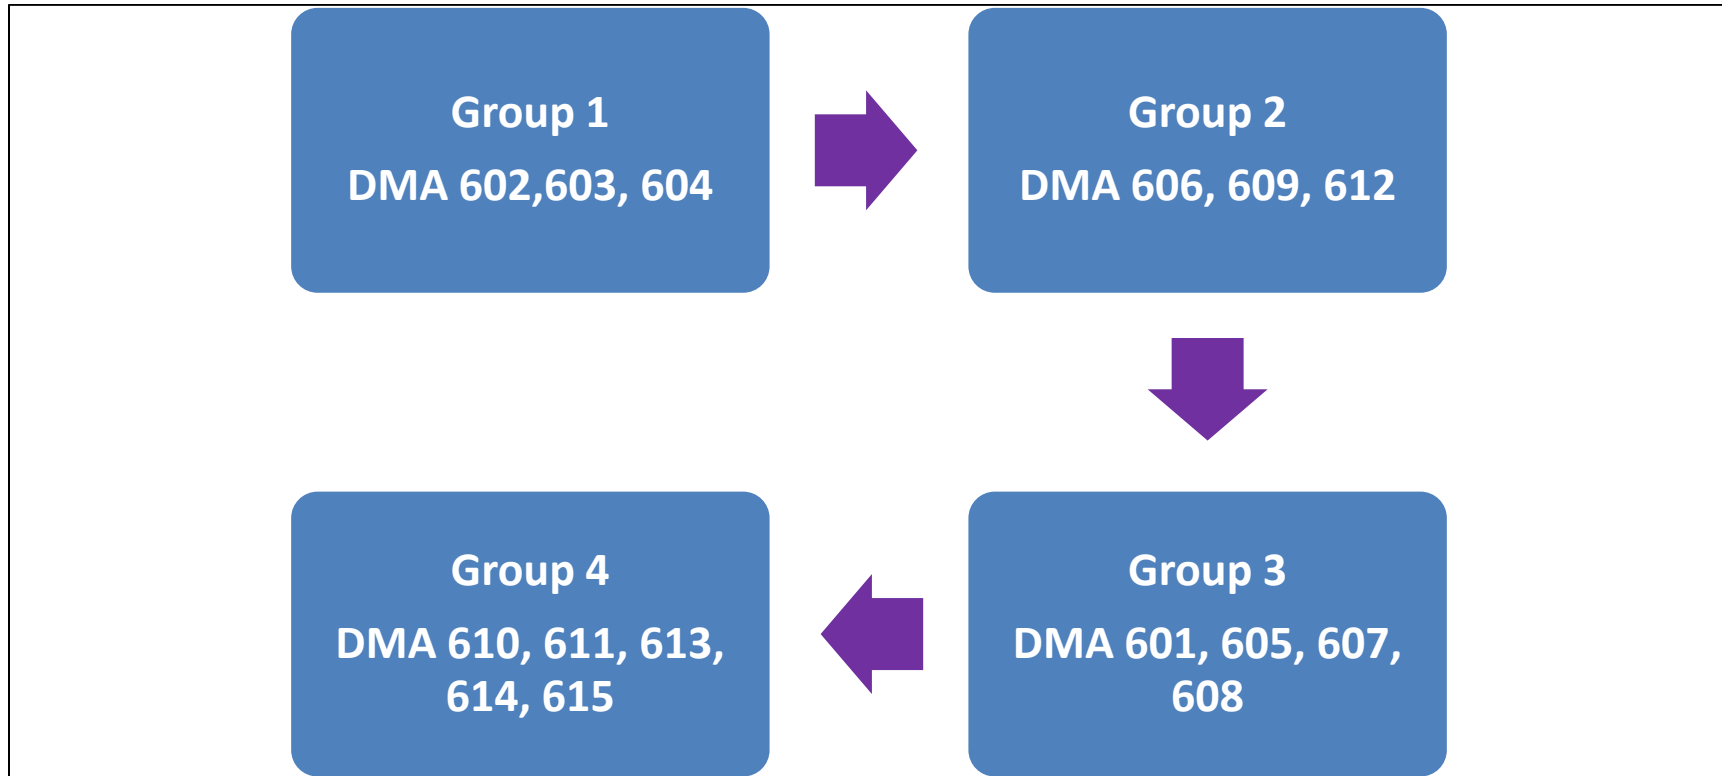 Group 1
DMA 602,603, 604
Group 2
DMA 606, 609, 612
Group 3
DMA 601, 605, 607,
608
Group 4
DMA 610, 611, 613,
614, 615